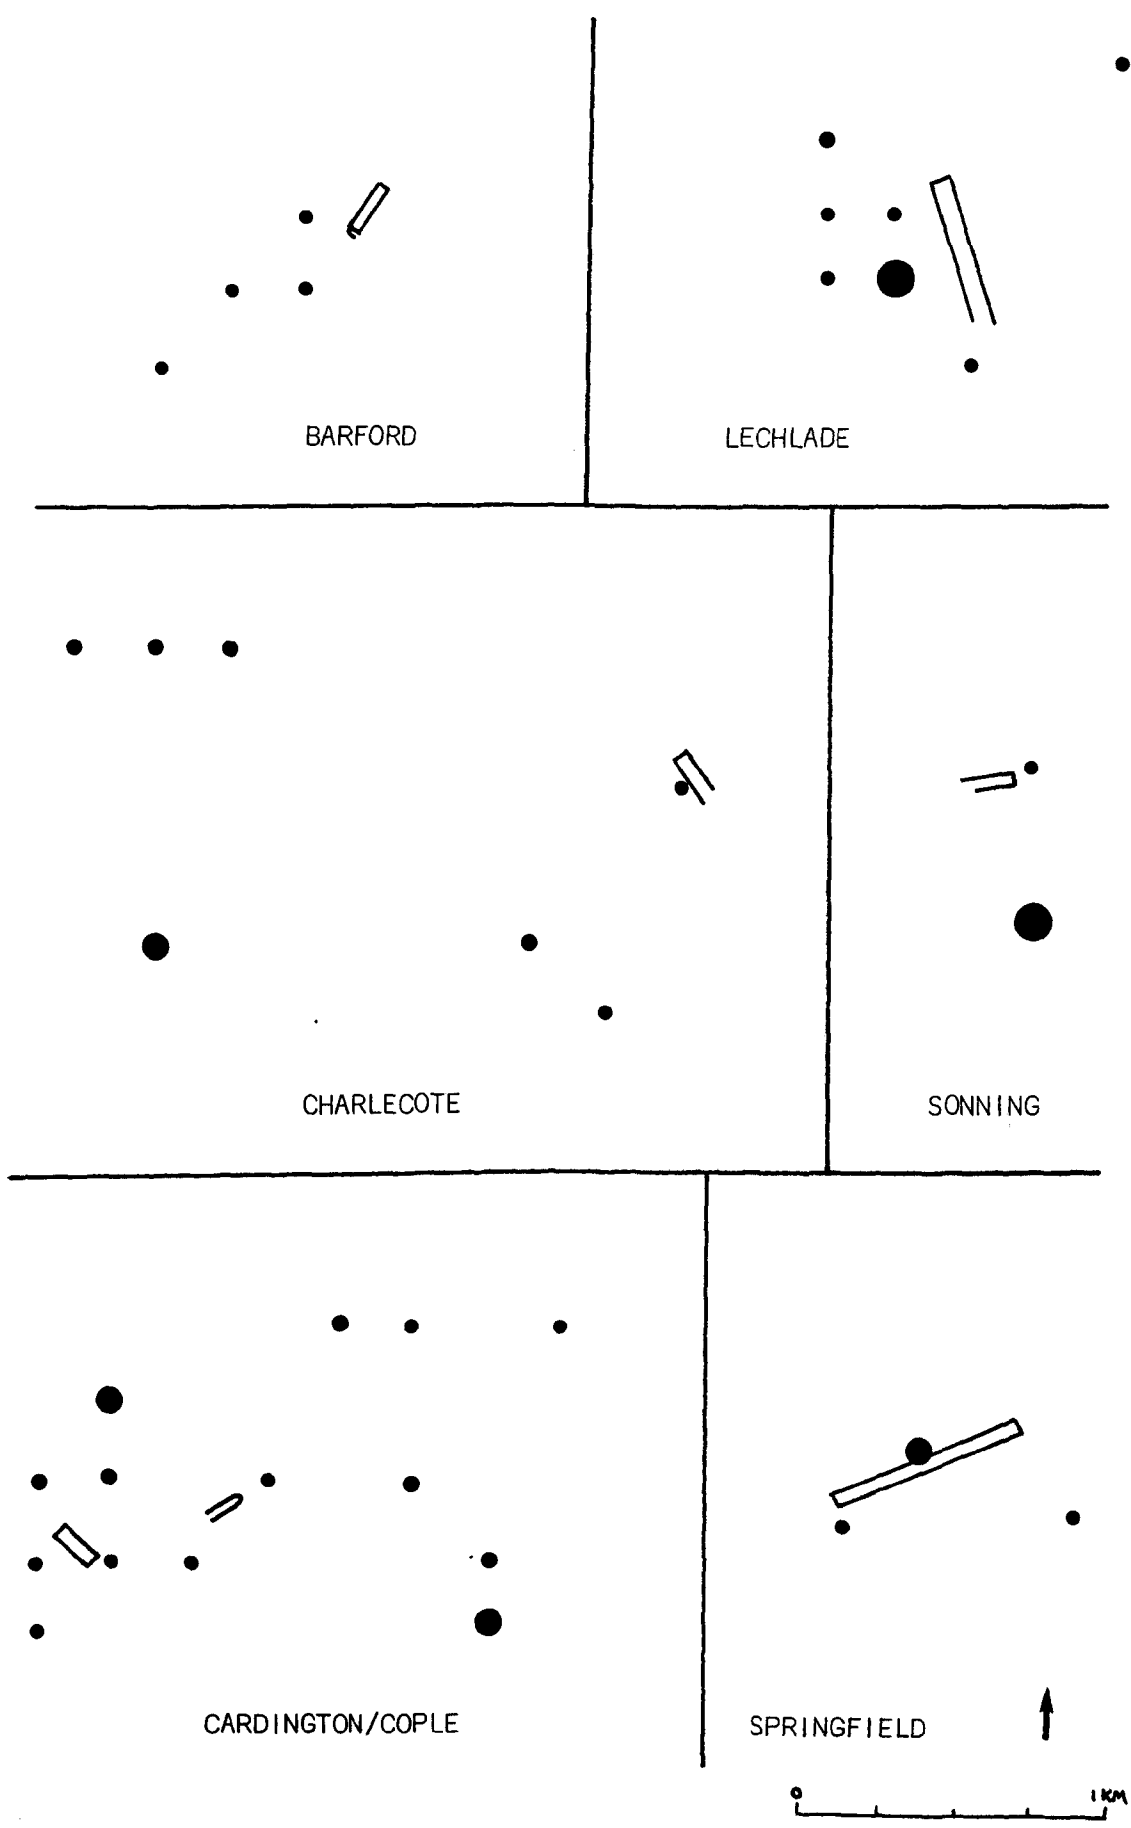 BARFORD
LECHLADE
CHARLECOTE
SONNING
CARDINGTON/COPLE
SPRINGFIELD
0 1KM